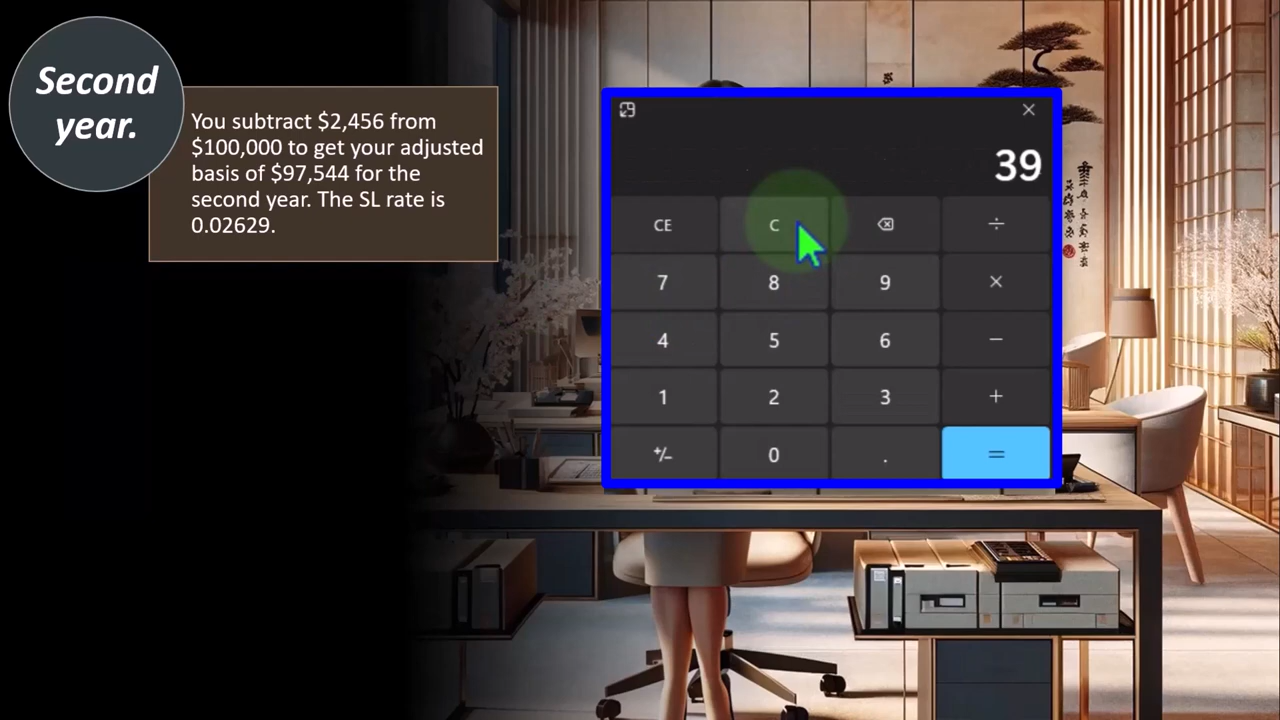 Second
year.
You subtract $2,456 from
$100,000 to get your adjusted
basis of $97,544 for the
second year. The SL rate is
0.02629.
39
CE C ÷
7 8 9 ×
4 5 6 −
1 2 3 +
+/− 0 . =